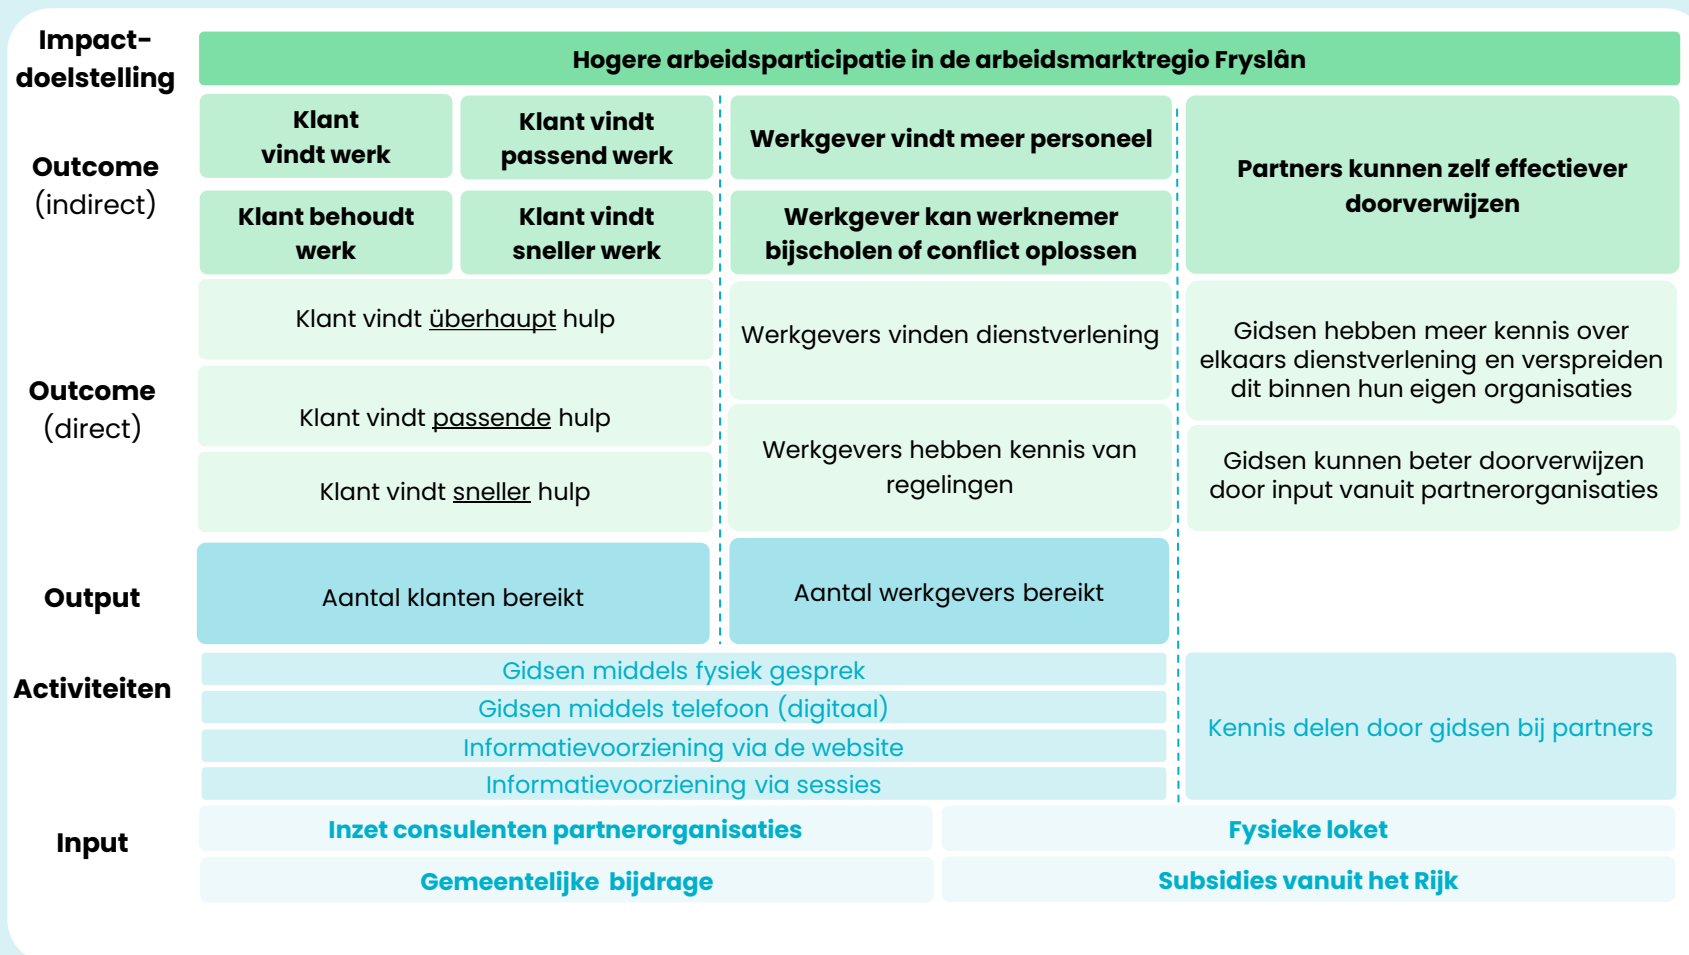 Impact-
doelstelling
Hogere arbeidsparticipatie in de arbeidsmarktregio Fryslân
Outcome
(indirect)
Klant
vindt werk
Klant vindt
passend werk
Werkgever vindt meer personeel
Partners kunnen zelf effectiever
doorverwijzen
Klant behoudt
werk
Klant vindt
sneller werk
Werkgever kan werknemer
bijscholen of conflict oplossen
Outcome
(direct)
Klant vindt überhaupt hulp
Klant vindt passende hulp
Klant vindt sneller hulp
Werkgevers vinden dienstverlening
Werkgevers hebben kennis van
regelingen
Gidsen hebben meer kennis over
elkaars dienstverlening en verspreiden
dit binnen hun eigen organisaties
Gidsen kunnen beter doorverwijzen
door input vanuit partnerorganisaties
Output
Aantal klanten bereikt
Aantal werkgevers bereikt
Activiteiten
Gidsen middels fysiek gesprek
Gidsen middels telefoon (digitaal)
Informatievoorziening via de website
Informatievoorziening via sessies
Kennis delen door gidsen bij partners
Input
Inzet consulenten partnerorganisaties
Fysieke loket
Gemeentelijke bijdrage
Subsidies vanuit het Rijk